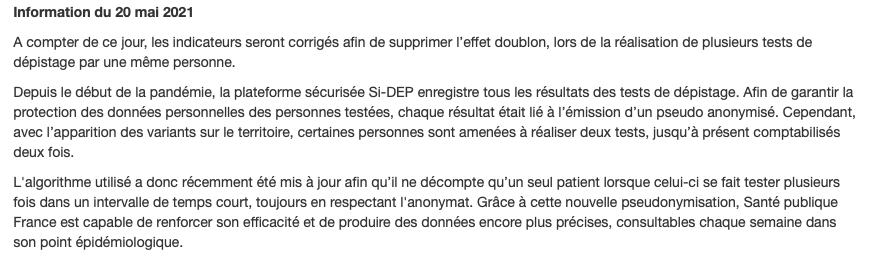 Information du 20 mai 2021
A compter de ce jour, les indicateurs seront corrigés afin de supprimer l’effet doublon, lors de la réalisation de plusieurs tests de
dépistage par une même personne.
Depuis le début de la pandémie, la plateforme sécurisée Si-DEP enregistre tous les résultats des tests de dépistage. Afin de garantir la
protection des données personnelles des personnes testées, chaque résultat était lié à l’émission d’un pseudo anonymisé. Cependant,
avec l’apparition des variants sur le territoire, certaines personnes sont amenées à réaliser deux tests, jusqu’à présent comptabilisés
deux fois.
L'algorithme utilisé a donc récemment été mis à jour afin qu’il ne décompte qu’un seul patient lorsque celui-ci se fait tester plusieurs
fois dans un intervalle de temps court, toujours en respectant l'anonymat. Grâce à cette nouvelle pseudonymisation, Santé publique
France est capable de renforcer son efficacité et de produire des données encore plus précises, consultables chaque semaine dans
son point épidémiologique.